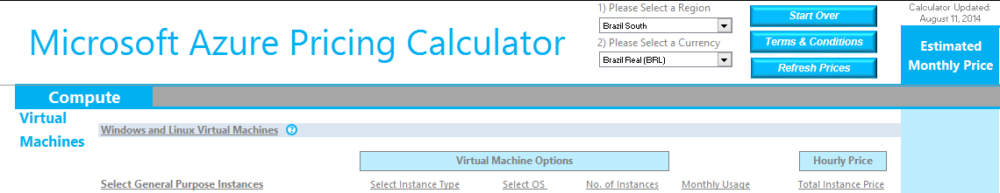 Microsoft Azure Pricing Calculator
1) Please Select a Region
Brazil South
2) Please Select a Currency
Brazil Real (BRL)
Start Over
Terms & Conditions
Refresh Prices
Calculator Updated:
August 11, 2014
Estimated
Monthly Price
Compute
Virtual
Machines
Windows and Linux Virtual Machines ?
Virtual Machine Options
Hourly Price
Select General Purpose Instances
Select Instance Type
Select OS
No. of Instances
Monthly Usage
Total Instance Price